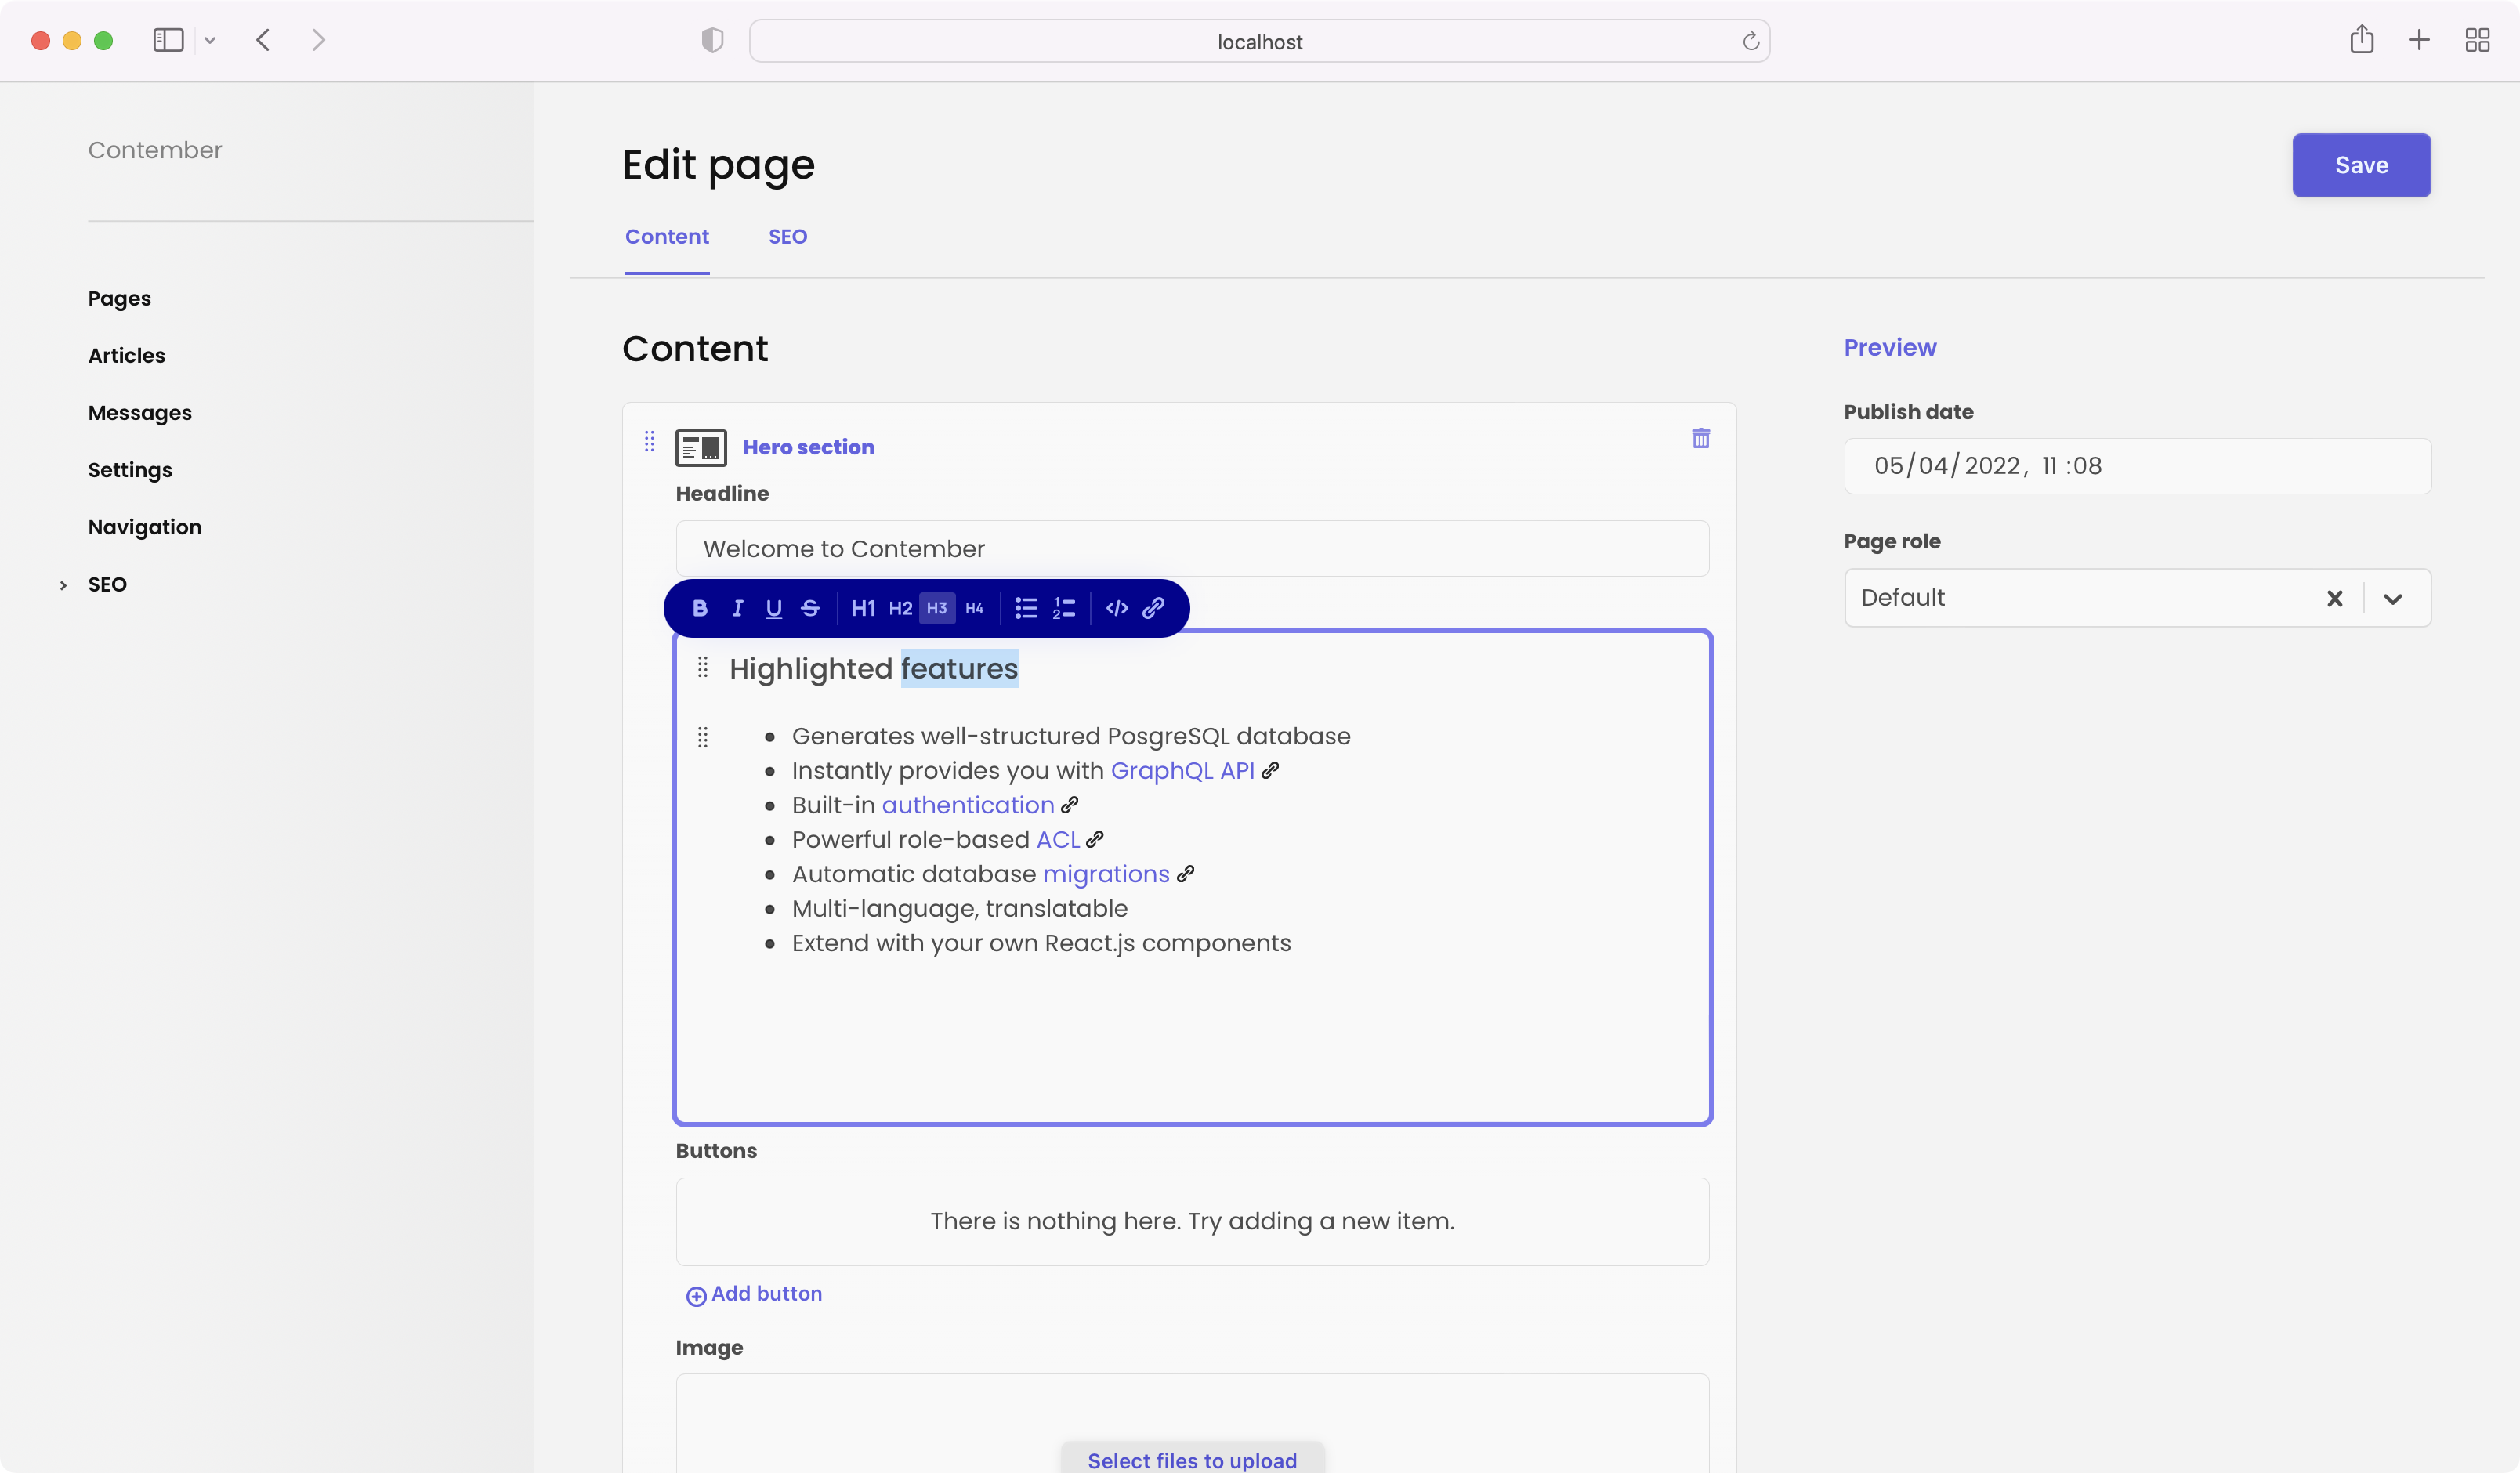 localhost
Contember
Edit page
Save
Content
SEO
Pages
Articles
Messages
Settings
Navigation
SEO
Content
Hero section
Headline
Welcome to Contember
B I U S H1 H2 H3 H4 </>
Highlighted features
Generates well-structured PosgreSQL database
Instantly provides you with GraphQL API
Built-in authentication
Powerful role-based ACL
Automatic database migrations
Multi-language, translatable
Extend with your own React.js components
Buttons
There is nothing here. Try adding a new item.
Add button
Image
Select files to upload
Preview
Publish date
05/04/2022, 11:08
Page role
Default